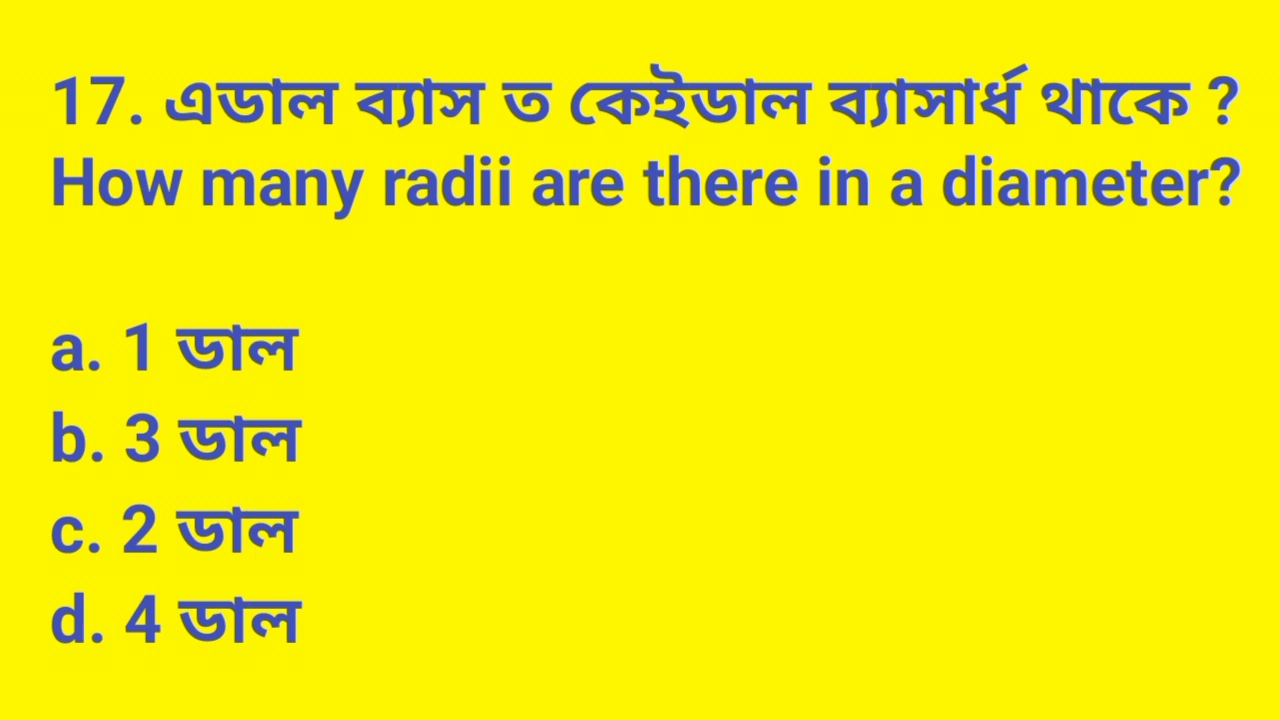 17. এডাল ব্যাস ত কেইডাল ব্যাসাৰ্ধ থাকে ?
How many radii are there in a diameter?
a. 1 ডাল
b. 3 ডাল
c. 2 ডাল
d. 4 ডাল